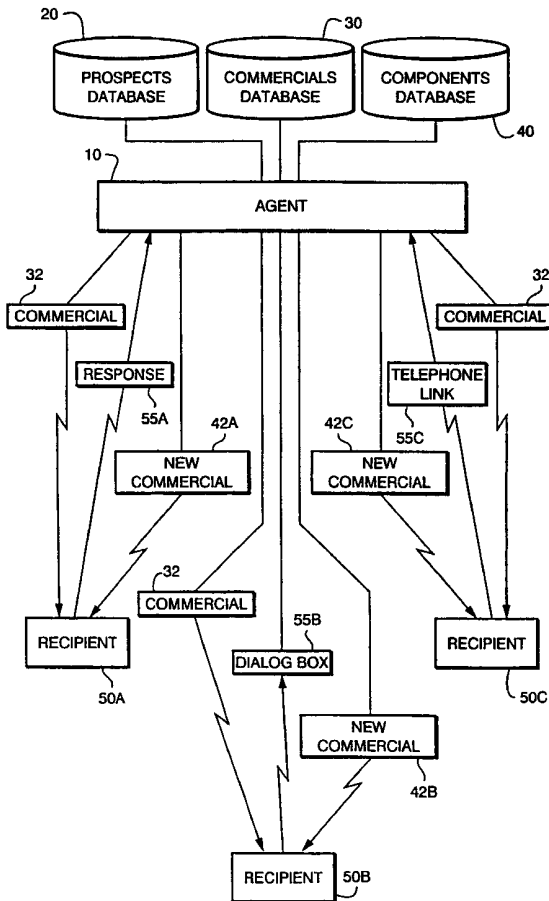 20
30
PROSPECTS
DATABASE
COMMERCIALS
DATABASE
COMPONENTS
DATABASE
40
10
AGENT
32
COMMERCIAL
32
COMMERCIAL
RESPONSE
55A
TELEPHONE
LINK
55C
42A
NEW
COMMERCIAL
42C
NEW
COMMERCIAL
32
COMMERCIAL
55B
DIALOG BOX
RECIPIENT
50A
RECIPIENT
50C
NEW
COMMERCIAL
42B
RECIPIENT
50B